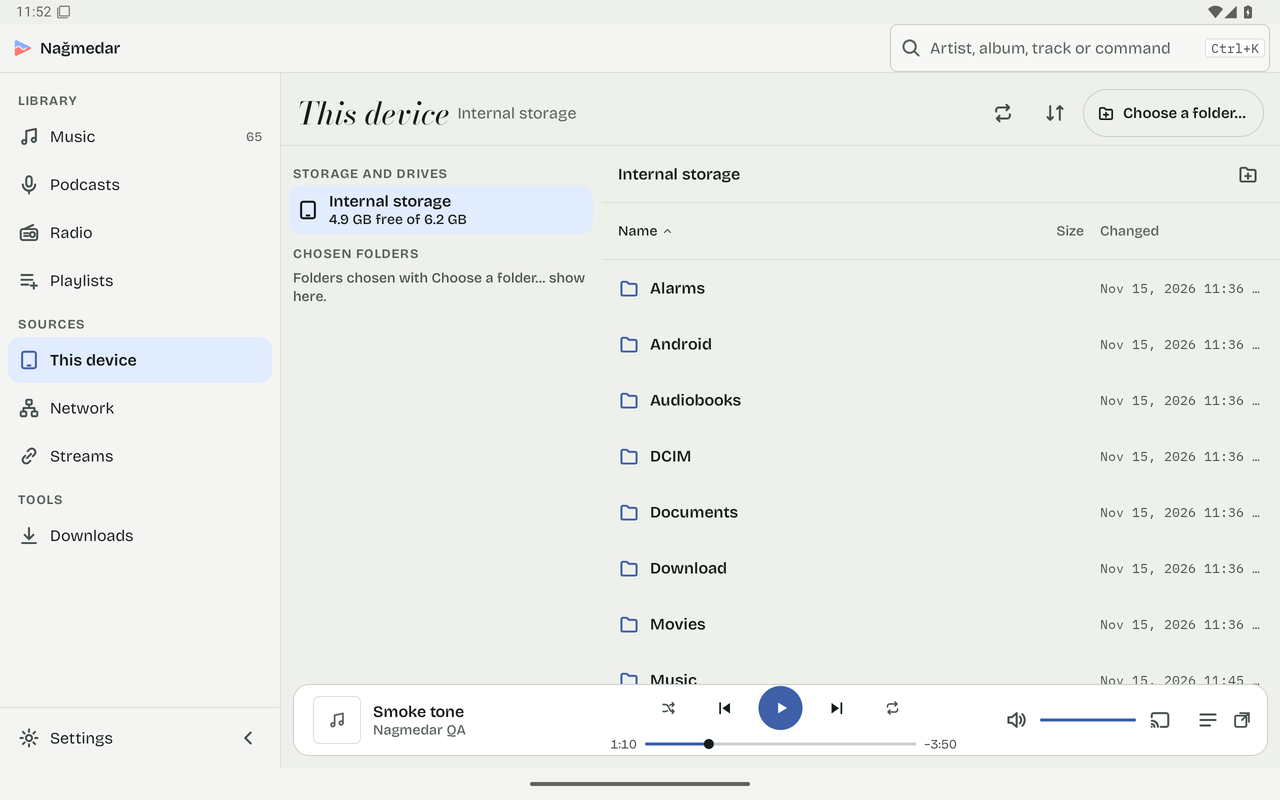 11:52
Nağmedar
Artist, album, track or command
Ctrl+K
LIBRARY
Music 65
Podcasts
Radio
Playlists
SOURCES
This device
Network
Streams
TOOLS
Downloads
Settings
This device Internal storage
Choose a folder…
STORAGE AND DRIVES
Internal storage
4.9 GB free of 6.2 GB
CHOSEN FOLDERS
Folders chosen with Choose a folder… show
here.
Internal storage
Name Size Changed
Alarms Nov 15, 2026 11:36 …
Android Nov 15, 2026 11:36 …
Audiobooks Nov 15, 2026 11:36 …
DCIM Nov 15, 2026 11:36 …
Documents Nov 15, 2026 11:36 …
Download Nov 15, 2026 11:36 …
Movies Nov 15, 2026 11:36 …
Music Nov 15, 2026 11:45 …
Smoke tone
Nagmedar QA
1:10 -3:50